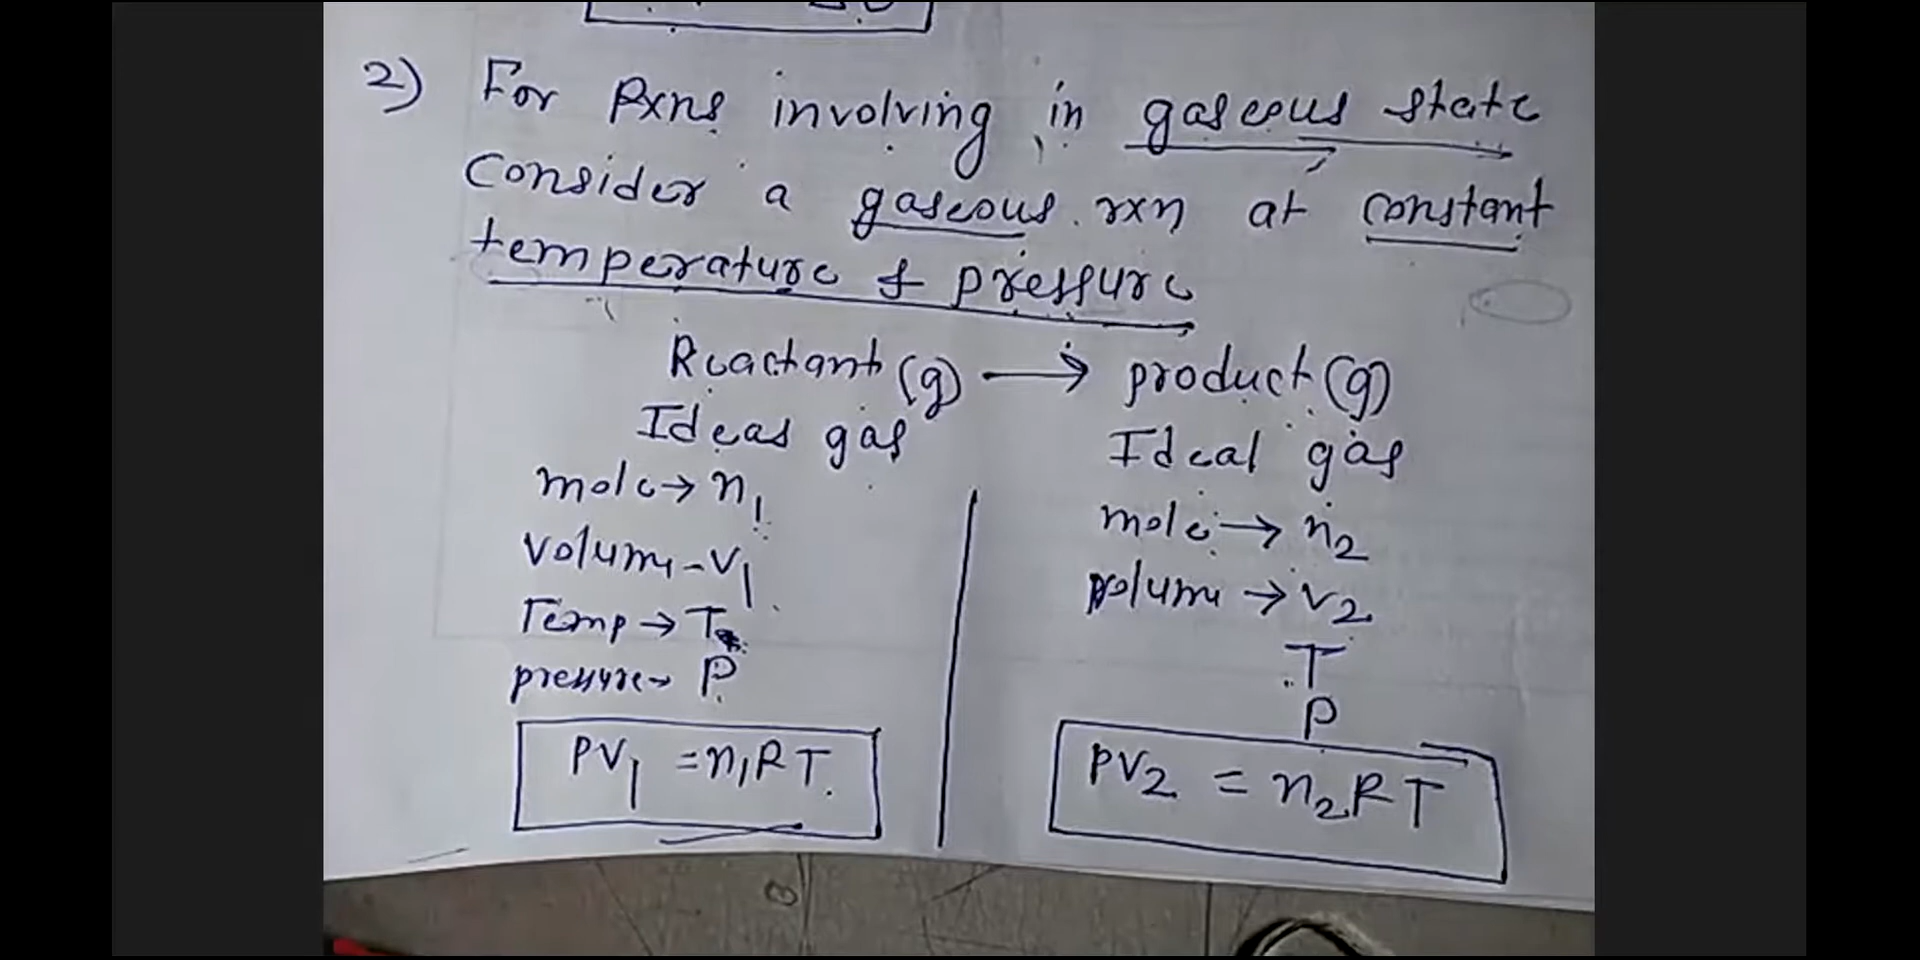 2) For Rxns involving in gaseous state
Consider a gaseous rxn at constant
temperature & pressure
Reactant (g) → product (g)
Ideas gas Ideal gas
mole → n1 mole → n2
volume - V1 volume → V2
Temp → T T
pressure → P P
PV1 = n1RT. PV2 = n2RT